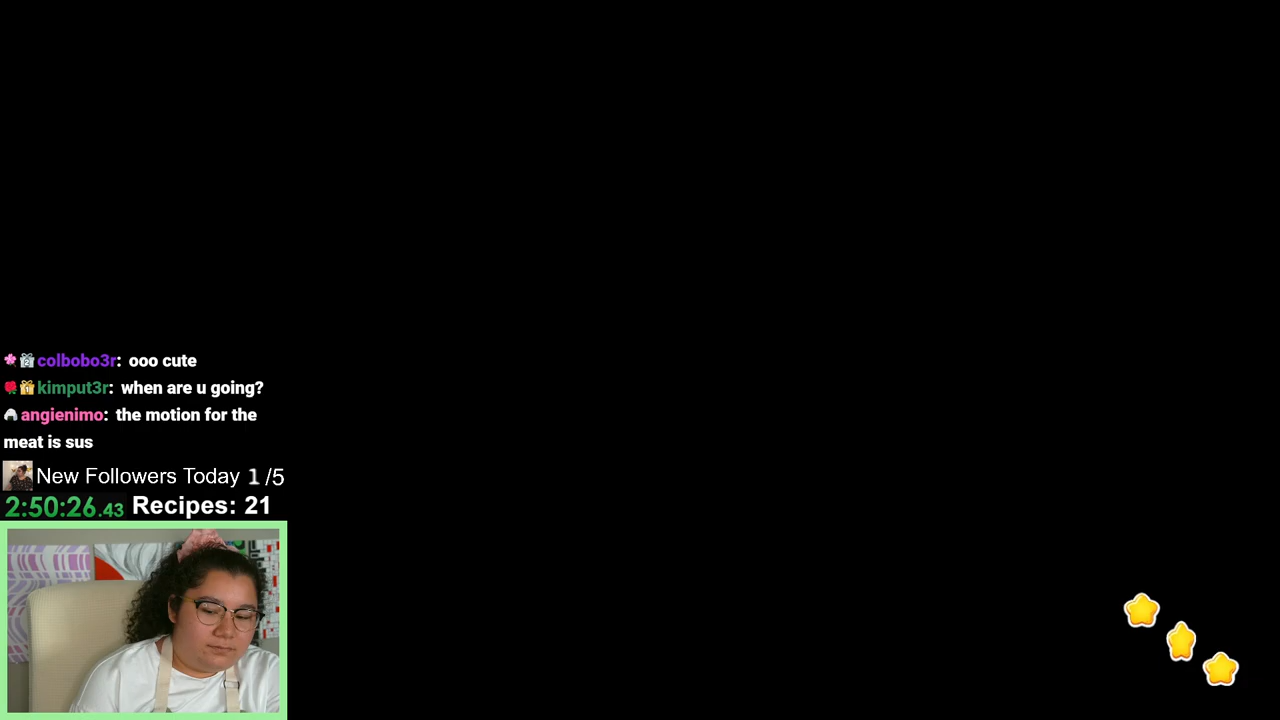 colbobo3r: ooo cute
kimput3r: when are u going?
angienimo: the motion for the
meat is sus
New Followers Today 1/5
2:50:26.43 Recipes: 21